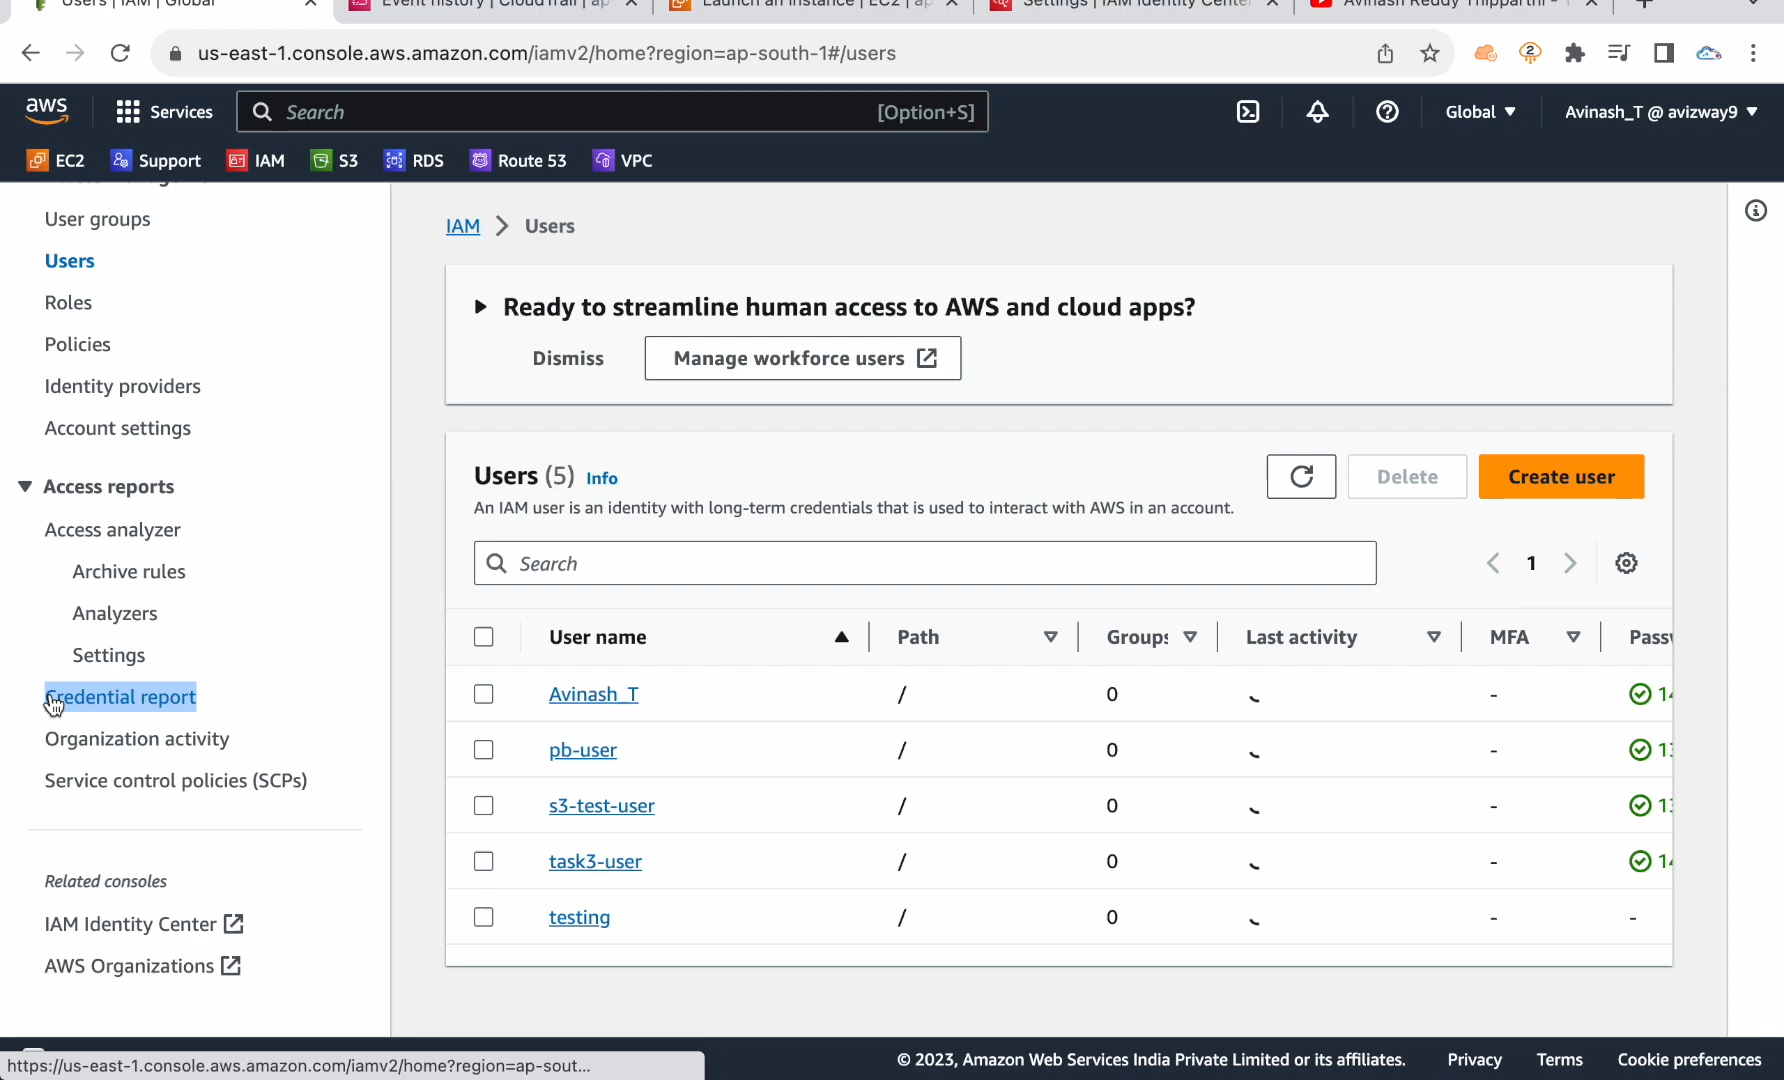 Users | IAM | Global
Event history | CloudTrail | ap
Launch an instance | EC2 | ap
Settings | IAM Identity Center
Avinash Reddy Thipparthi -
us-east-1.console.aws.amazon.com/iamv2/home?region=ap-south-1#/users
2
aws
Services
Search
[Option+S]
Global
Avinash_T @ avizway9
EC2
Support
IAM
S3
RDS
Route 53
VPC
User groups
Users
Roles
Policies
Identity providers
Account settings
Access reports
Access analyzer
Archive rules
Analyzers
Settings
Credential report
Organization activity
Service control policies (SCPs)
Related consoles
IAM Identity Center
AWS Organizations
IAM > Users
Ready to streamline human access to AWS and cloud apps?
Dismiss
Manage workforce users
Users (5) Info
An IAM user is an identity with long-term credentials that is used to interact with AWS in an account.
Delete
Create user
Search
1
User name Path Groups Last activity MFA Passw
Avinash_T / 0 - 14
pb-user / 0 - 13
s3-test-user / 0 - 13
task3-user / 0 - 14
testing / 0 - -
https://us-east-1.console.aws.amazon.com/iamv2/home?region=ap-sout...
© 2023, Amazon Web Services India Private Limited or its affiliates.
Privacy
Terms
Cookie preferences